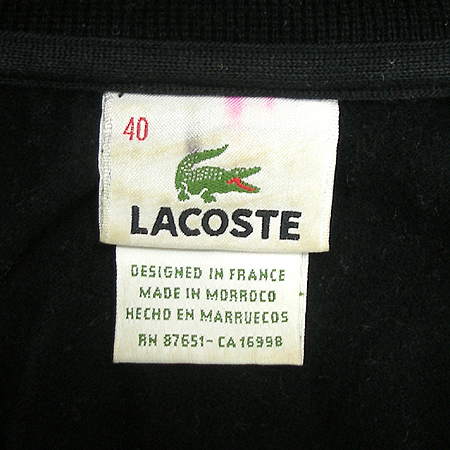 40
LACOSTE
DESIGNED IN FRANCE
MADE IN MORROCO
HECHO EN MARRUECOS
RN 87651- CA 16998